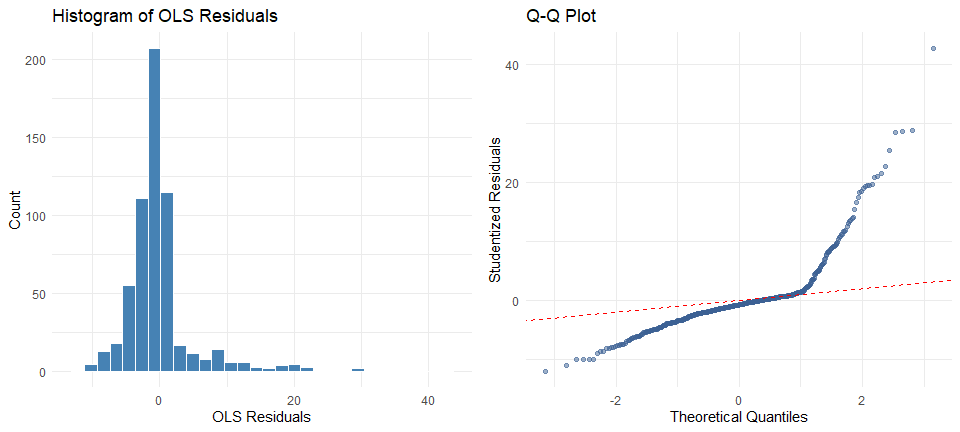 Histogram of OLS Residuals
200
150
100
50
0
Count
0
20
40
OLS Residuals
Q-Q Plot
40
20
0
Studentized Residuals
-2
0
2
Theoretical Quantiles